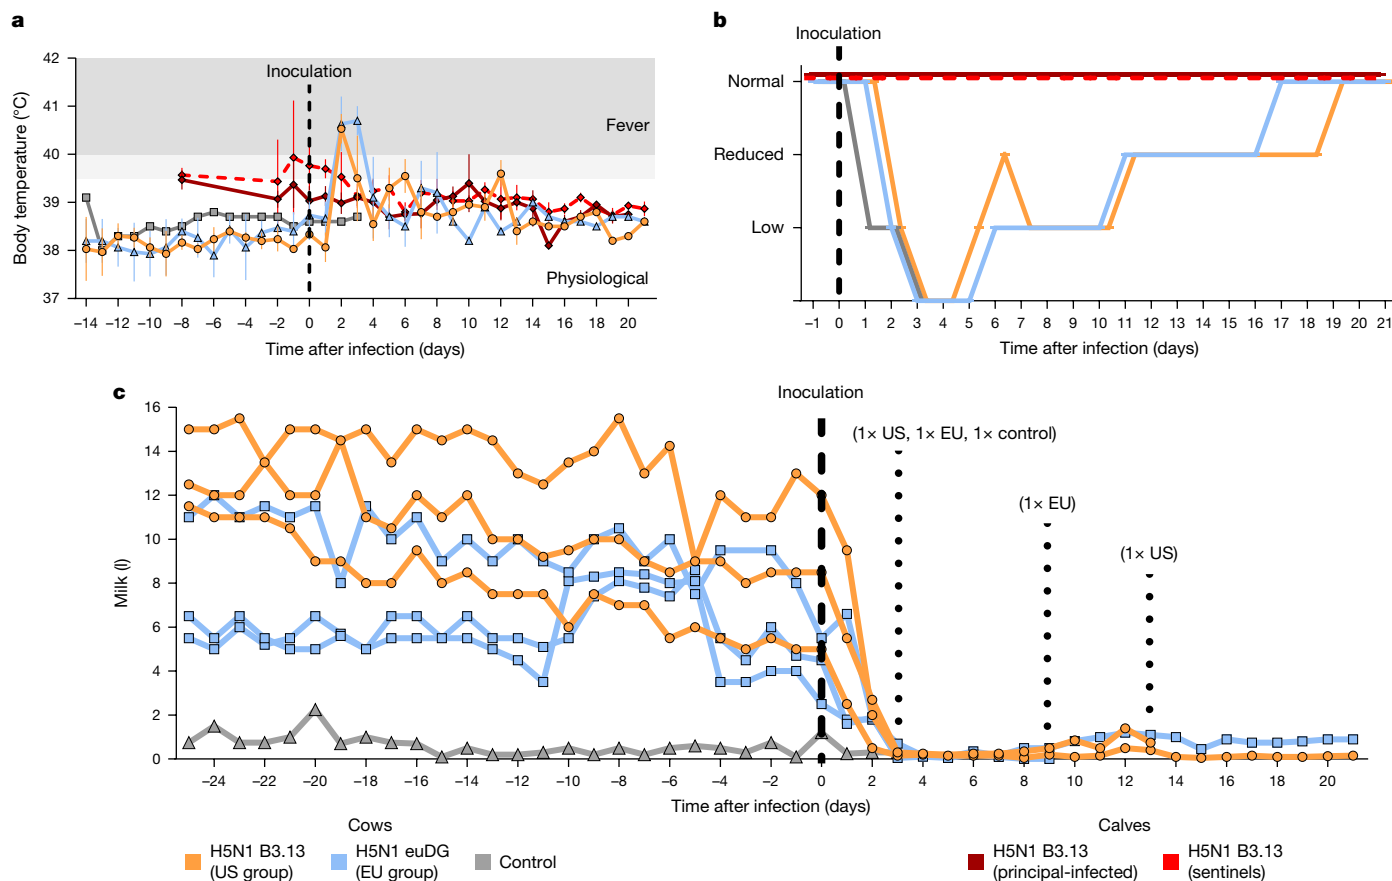 a
42
41
40
39
38
37
Body temperature (°C)
Inoculation
Fever
Physiological
–14 –12 –10 –8 –6 –4 –2 0 2 4 6 8 10 12 14 16 18 20
Time after infection (days)
b
Inoculation
Normal
Reduced
Low
–1 0 1 2 3 4 5 6 7 8 9 10 11 12 13 14 15 16 17 18 19 20 21
Time after infection (days)
c
Inoculation
16
14
12
10
8
6
4
2
0
Milk (l)
(1× US, 1× EU, 1× control)
(1× EU)
(1× US)
–24 –22 –20 –18 –16 –14 –12 –10 –8 –6 –4 –2 0 2 4 6 8 10 12 14 16 18 20
Time after infection (days)
Cows
H5N1 B3.13
(US group)
H5N1 euDG
(EU group)
Control
Calves
H5N1 B3.13
(principal-infected)
H5N1 B3.13
(sentinels)